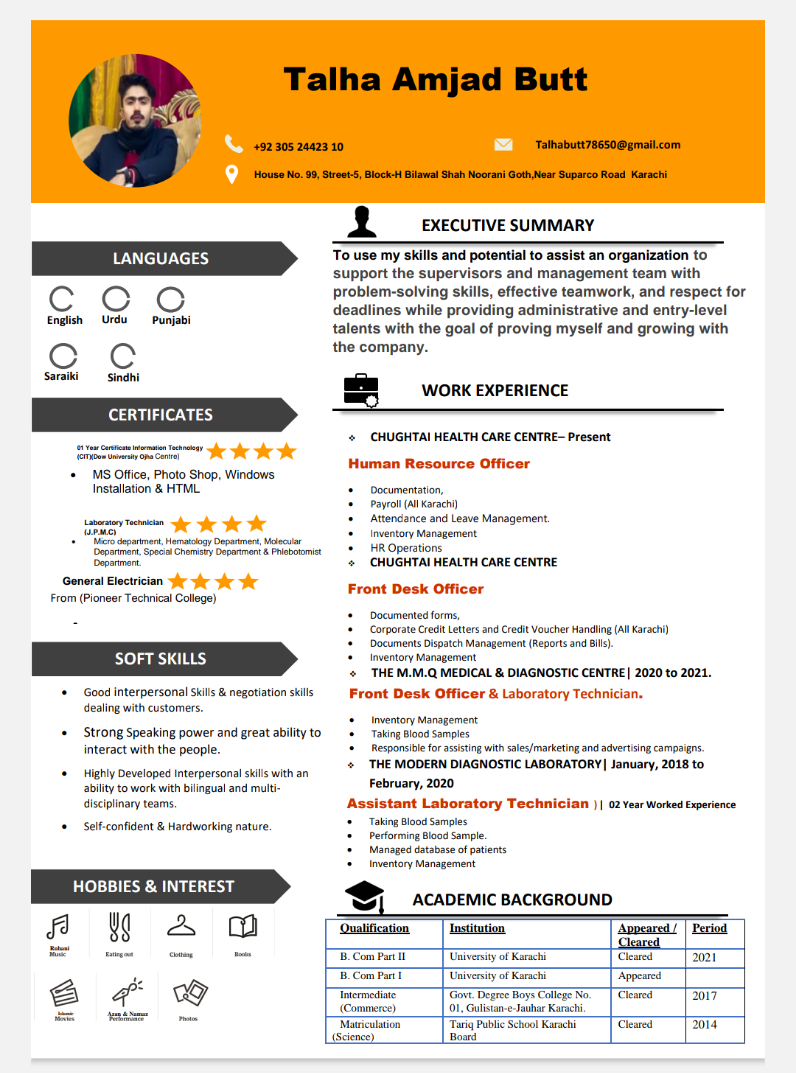 Talha Amjad Butt
+92 305 24423 10
Talhabutt78650@gmail.com
House No. 99, Street-5, Block-H Bilawal Shah Noorani Goth,Near Suparco Road Karachi
LANGUAGES
English Urdu Punjabi
Saraiki Sindhi
CERTIFICATES
01 Year Certificate Information Technology
(CIT)(Dow University Ojha Centre)
• MS Office, Photo Shop, Windows
Installation & HTML
Laboratory Technician
(J.P.M.C)
• Micro department, Hematology Department, Molecular
Department, Special Chemistry Department & Phlebotomist
Department.
General Electrician
From (Pioneer Technical College)
-
SOFT SKILLS
• Good interpersonal Skills & negotiation skills
dealing with customers.
• Strong Speaking power and great ability to
interact with the people.
• Highly Developed Interpersonal skills with an
ability to work with bilingual and multi-
disciplinary teams.
• Self-confident & Hardworking nature.
HOBBIES & INTEREST
Rohani
Music
Eating out
Clothing
Books
Islamic
Movies
Azan & Namaz
Performance
Photos
EXECUTIVE SUMMARY
To use my skills and potential to assist an organization to
support the supervisors and management team with
problem-solving skills, effective teamwork, and respect for
deadlines while providing administrative and entry-level
talents with the goal of proving myself and growing with
the company.
WORK EXPERIENCE
❖ CHUGHTAI HEALTH CARE CENTRE– Present
Human Resource Officer
• Documentation,
• Payroll (All Karachi)
• Attendance and Leave Management.
• Inventory Management
• HR Operations
❖ CHUGHTAI HEALTH CARE CENTRE
Front Desk Officer
• Documented forms,
• Corporate Credit Letters and Credit Voucher Handling (All Karachi)
• Documents Dispatch Management (Reports and Bills).
• Inventory Management
❖ THE M.M.Q MEDICAL & DIAGNOSTIC CENTRE| 2020 to 2021.
Front Desk Officer & Laboratory Technician.
• Inventory Management
• Taking Blood Samples
• Responsible for assisting with sales/marketing and advertising campaigns.
❖ THE MODERN DIAGNOSTIC LABORATORY| January, 2018 to
February, 2020
Assistant Laboratory Technician )| 02 Year Worked Experience
• Taking Blood Samples
• Performing Blood Sample.
• Managed database of patients
• Inventory Management
ACADEMIC BACKGROUND
Qualification Institution Appeared / Period
Cleared
B. Com Part II University of Karachi Cleared 2021
B. Com Part I University of Karachi Appeared
Intermediate Govt. Degree Boys College No. Cleared 2017
(Commerce) 01, Gulistan-e-Jauhar Karachi.
Matriculation Tariq Public School Karachi Cleared 2014
(Science) Board